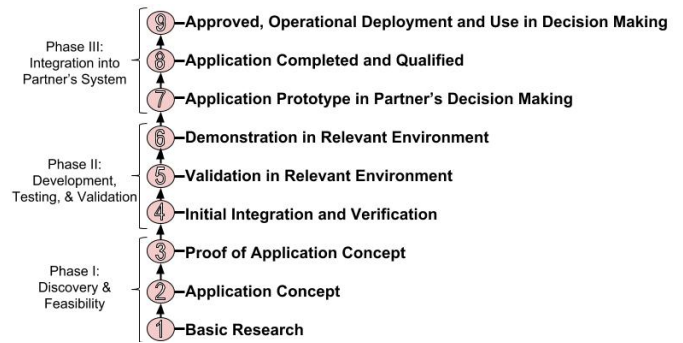 9 Approved, Operational Deployment and Use in Decision Making
Phase III:
Integration into
Partner's System
8 Application Completed and Qualified
7 Application Prototype in Partner's Decision Making
6 Demonstration in Relevant Environment
Phase II:
Development,
Testing, & Validation
5 Validation in Relevant Environment
4 Initial Integration and Verification
3 Proof of Application Concept
Phase I:
Discovery &
Feasibility
2 Application Concept
1 Basic Research